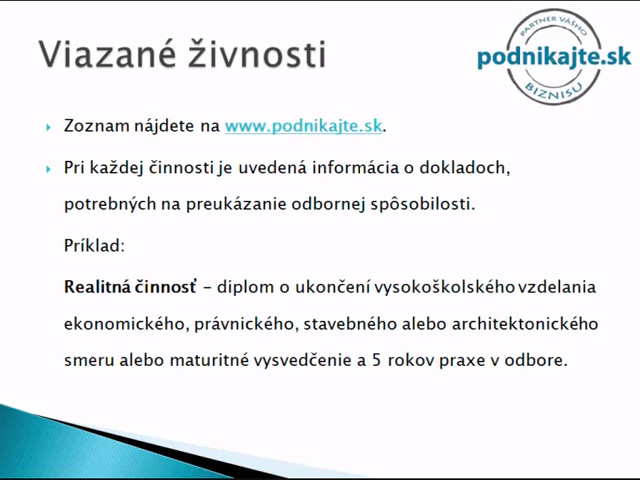 Viazané živnosti
PARTNER VÁŠHO
podnikajte.sk
BIZNISU
Zoznam nájdete na www.podnikajte.sk.
Pri každej činnosti je uvedená informácia o dokladoch,
potrebných na preukázanie odbornej spôsobilosti.
Príklad:
Realitná činnosť - diplom o ukončení vysokoškolského vzdelania
ekonomického, právnického, stavebného alebo architektonického
smeru alebo maturitné vysvedčenie a 5 rokov praxe v odbore.